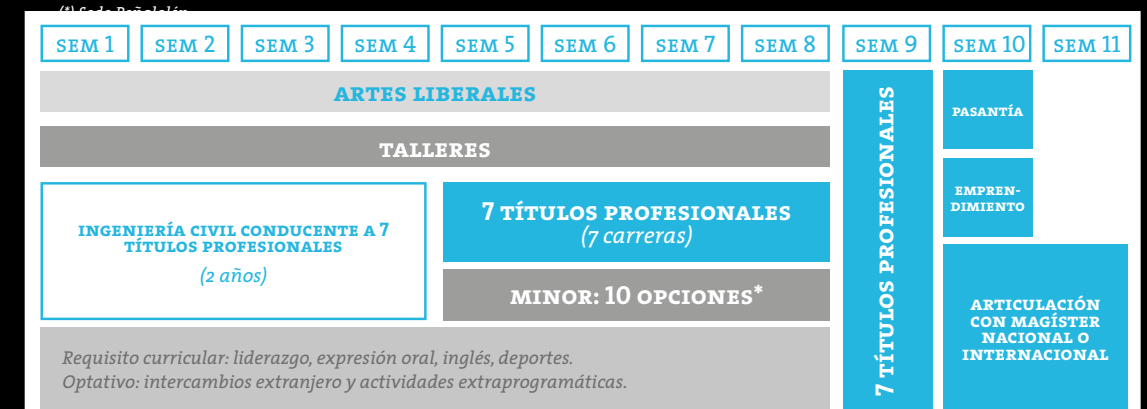 (*) Sede Peñalolén
SEM 1 SEM 2 SEM 3 SEM 4 SEM 5 SEM 6 SEM 7 SEM 8 SEM 9 SEM 10 SEM 11
ARTES LIBERALES
TALLERES
INGENIERÍA CIVIL CONDUCENTE A 7
TÍTULOS PROFESIONALES
(2 años)
7 TÍTULOS PROFESIONALES
(7 carreras)
MINOR: 10 OPCIONES*
Requisito curricular: liderazgo, expresión oral, inglés, deportes.
Optativo: intercambios extranjero y actividades extraprogramáticas.
7 TÍTULOS PROFESIONALES
PASANTÍA
EMPREN-
DIMIENTO
ARTICULACIÓN
CON MAGÍSTER
NACIONAL O
INTERNACIONAL